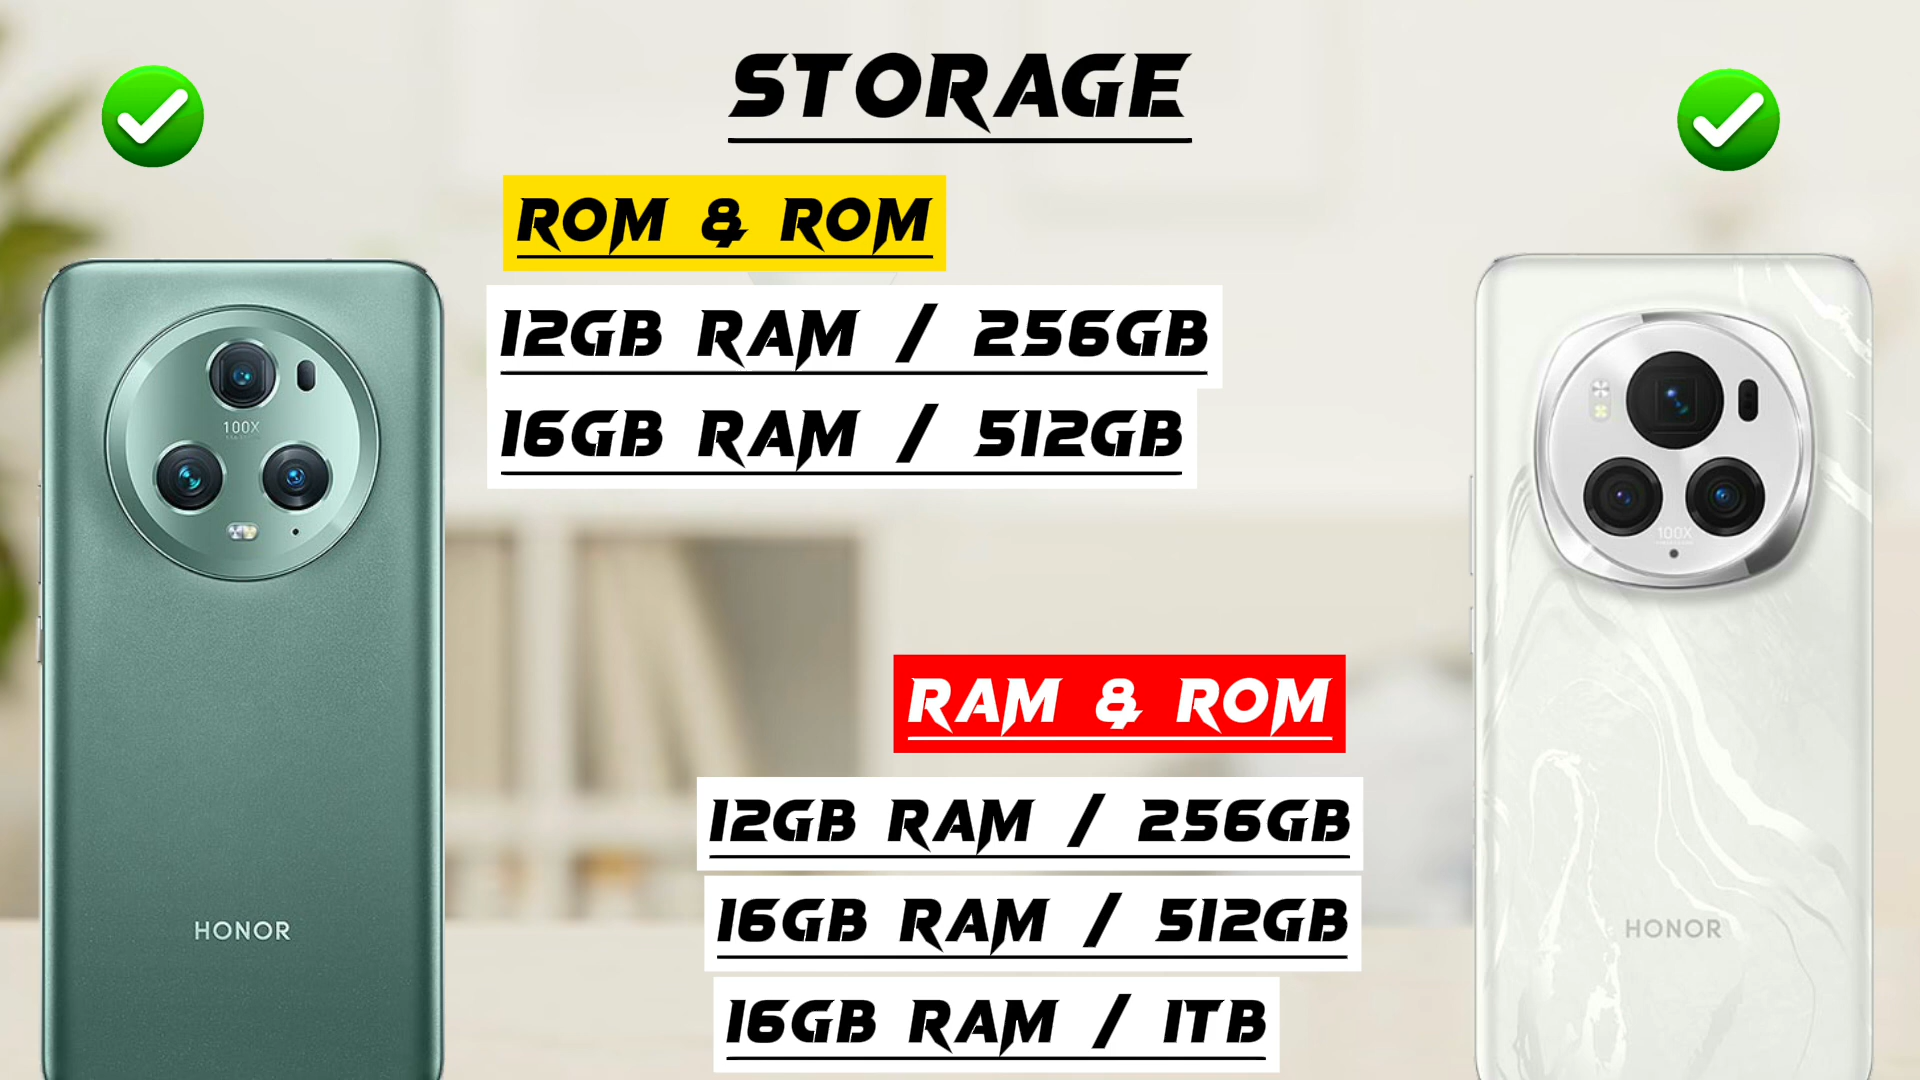 STORAGE
ROM & ROM
12GB RAM / 256GB
16GB RAM / 512GB
100X
HONOR
RAM & ROM
12GB RAM / 256GB
16GB RAM / 512GB
16GB RAM / 1TB
100X
HONOR